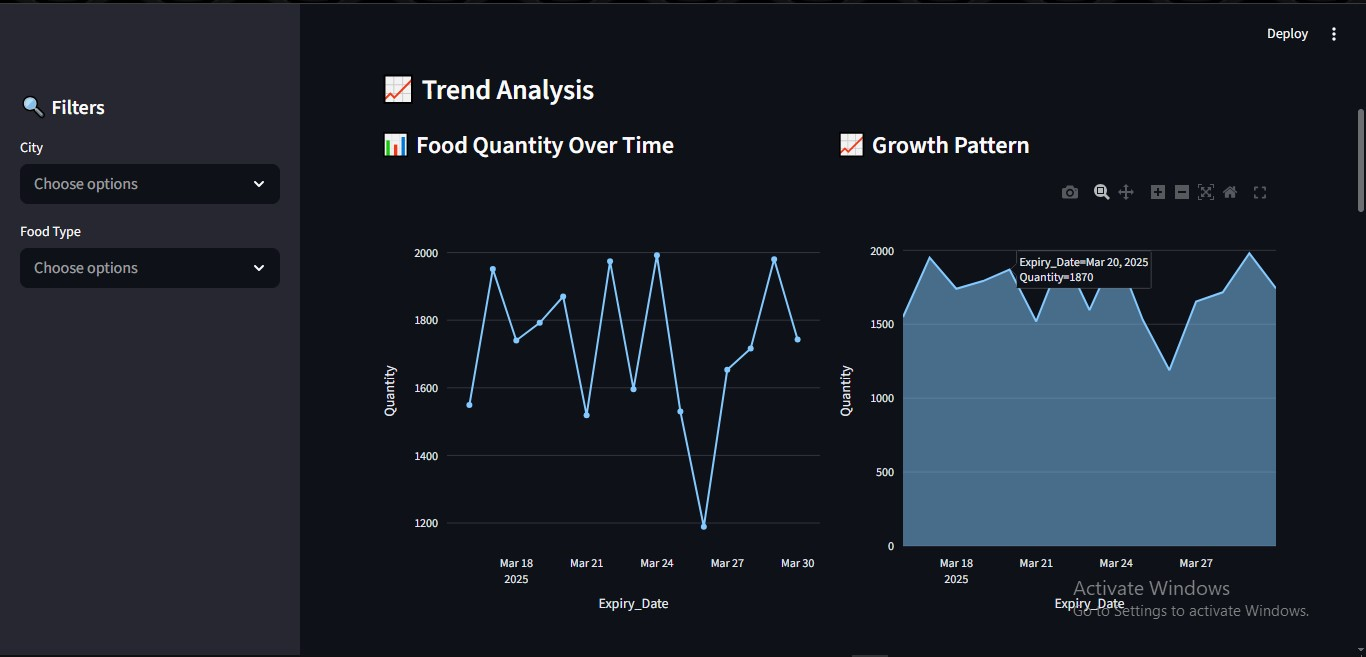 Deploy
Filters
City
Choose options
Food Type
Choose options
Trend Analysis
Food Quantity Over Time
2000
1800
1600
1400
1200
Quantity
Mar 18
2025
Mar 21
Mar 24
Mar 27
Mar 30
Expiry_Date
Growth Pattern
Expiry_Date=Mar 20, 2025
Quantity=1870
2000
1500
1000
500
0
Quantity
Mar 18
2025
Mar 21
Mar 24
Mar 27
Expiry_Date
Activate Windows
Go to Settings to activate Windows.